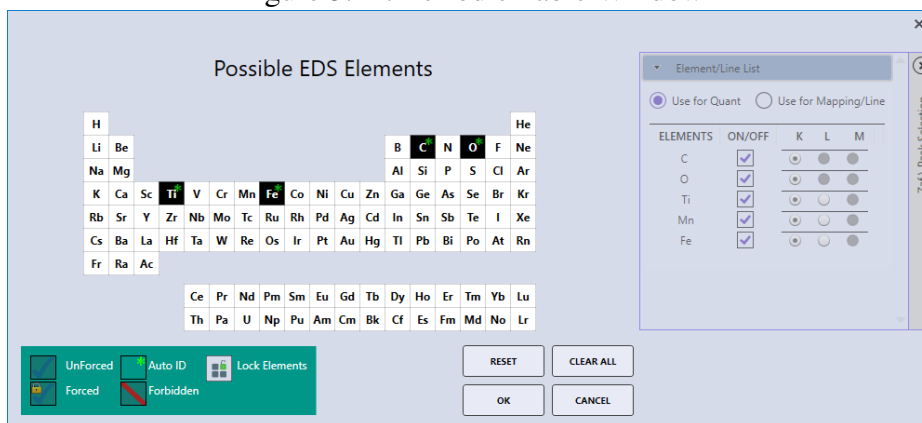 Possible EDS Elements
H He
Li Be B C* N O* F Ne
Na Mg Al Si P S Cl Ar
K Ca Sc Ti* V Cr Mn Fe* Co Ni Cu Zn Ga Ge As Se Br Kr
Rb Sr Y Zr Nb Mo Tc Ru Rh Pd Ag Cd In Sn Sb Te I Xe
Cs Ba La Hf Ta W Re Os Ir Pt Au Hg Tl Pb Bi Po At Rn
Fr Ra Ac
Ce Pr Nd Pm Sm Eu Gd Tb Dy Ho Er Tm Yb Lu
Th Pa U Np Pu Am Cm Bk Cf Es Fm Md No Lr
UnForced Auto ID Lock Elements
Forced Forbidden
RESET CLEAR ALL
OK CANCEL
Element/Line List
Use for Quant Use for Mapping/Line
ELEMENTS ON/OFF K L M
C
O
Ti
Mn
Fe